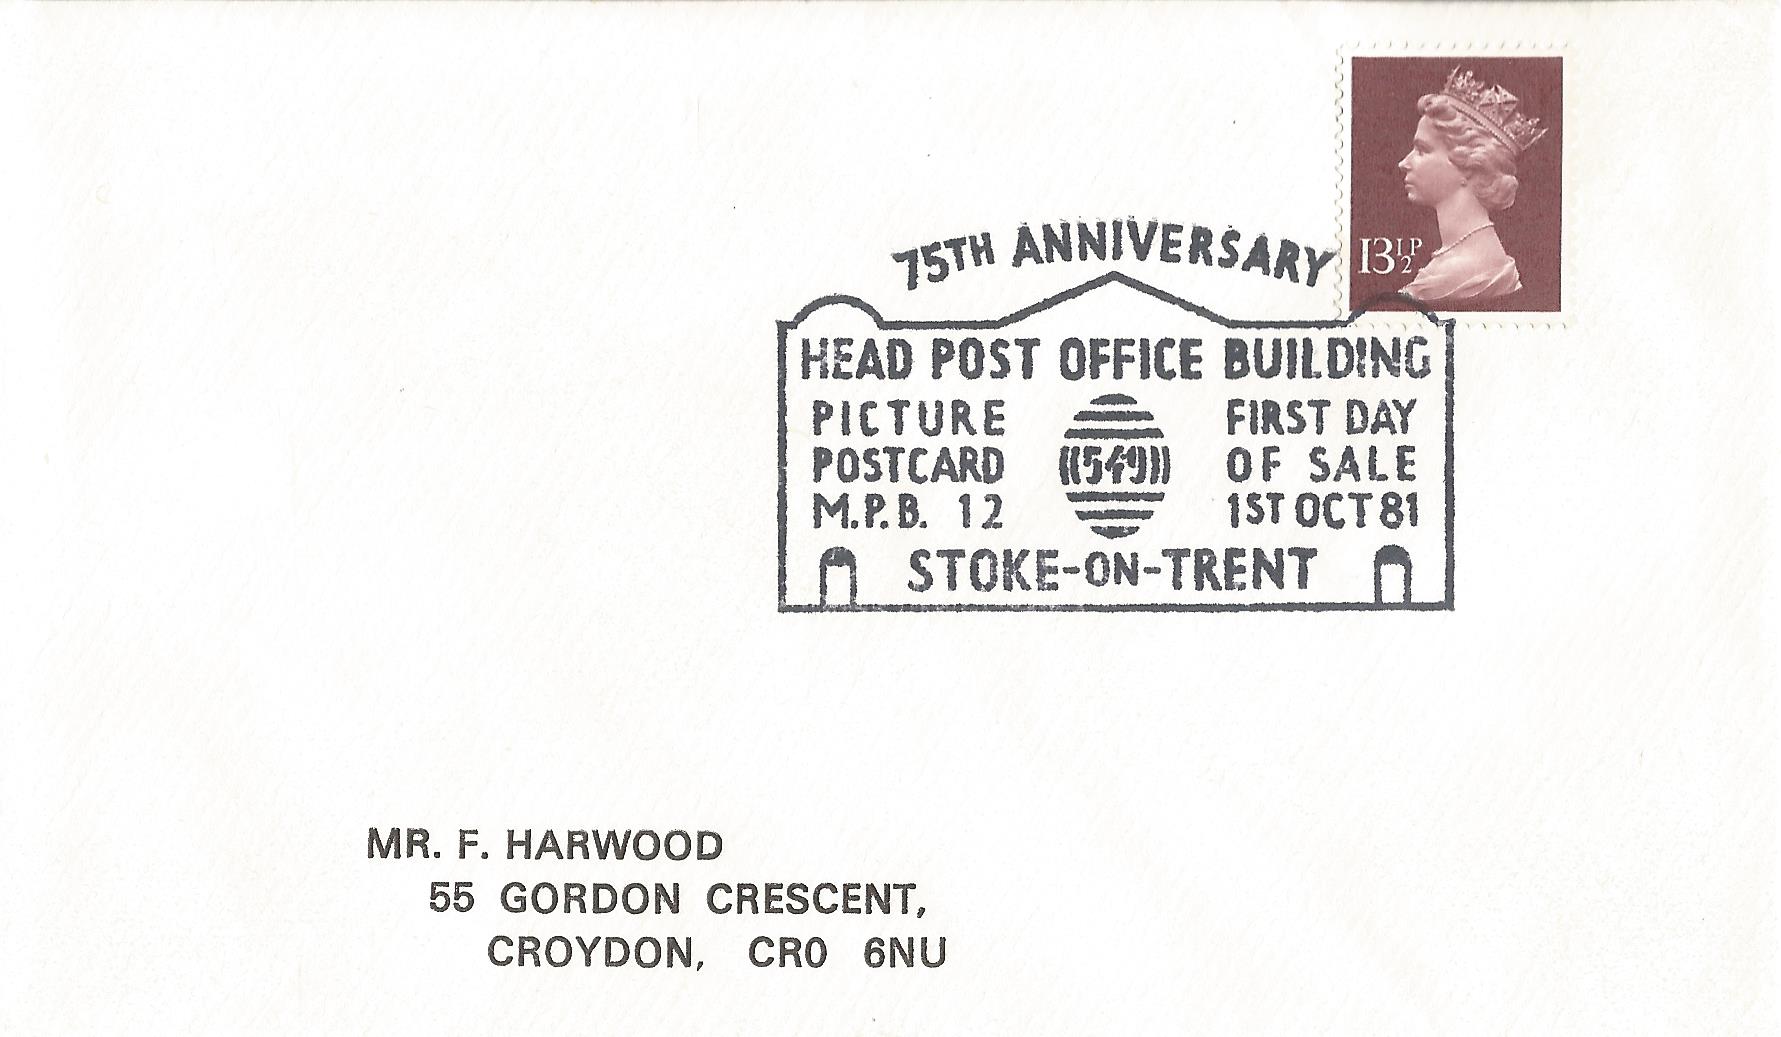 13½P
75TH ANNIVERSARY
HEAD POST OFFICE BUILDING
PICTURE
POSTCARD
M.P.B. 12
549
FIRST DAY
OF SALE
1ST OCT 81
STOKE-ON-TRENT
MR. F. HARWOOD
55 GORDON CRESCENT,
CROYDON, CR0 6NU